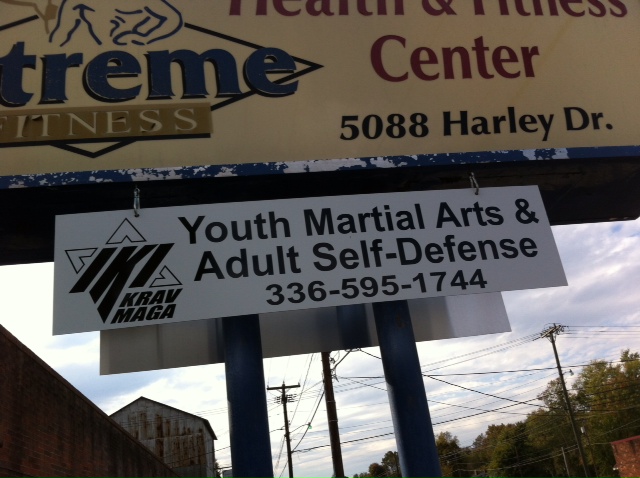 Health & Fitness
Center
treme
FITNESS
5088 Harley Dr.
Youth Martial Arts &
Adult Self-Defense
336-595-1744
IKI
KRAV
MAGA